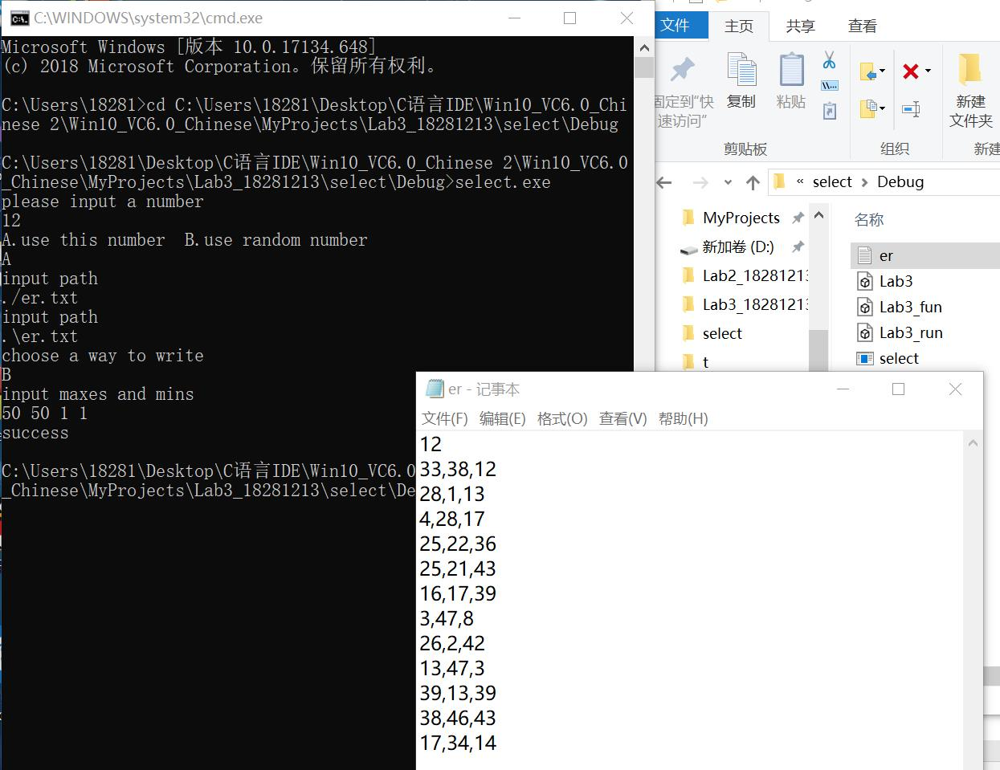 C:\WINDOWS\system32\cmd.exe
Microsoft Windows [版本 10.0.17134.648]
(c) 2018 Microsoft Corporation。保留所有权利。
C:\Users\18281>cd C:\Users\18281\Desktop\C语言IDE\Win10_VC6.0_Chi
nese 2\Win10_VC6.0_Chinese\MyProjects\Lab3_18281213\select\Debug
C:\Users\18281\Desktop\C语言IDE\Win10_VC6.0_Chinese 2\Win10_VC6.0
_Chinese\MyProjects\Lab3_18281213\select\Debug>select.exe
please input a number
12
A.use this number  B.use random number
A
input path
./er.txt
input path
.\er.txt
choose a way to write
B
input maxes and mins
50 50 1 1
success
C:\Users\18281\Desktop\C语言IDE\Win10_VC6.0
_Chinese\MyProjects\Lab3_18281213\select\De
文件 主页 共享 查看
固定到“快
速访问”
复制
粘贴
新建
文件夹
剪贴板
组织
新建
« select > Debug
MyProjects
新加卷 (D:)
Lab2_18281213
Lab3_18281213
select
t
名称
er
Lab3
Lab3_fun
Lab3_run
select
er - 记事本
文件(F) 编辑(E) 格式(O) 查看(V) 帮助(H)
12
33,38,12
28,1,13
4,28,17
25,22,36
25,21,43
16,17,39
3,47,8
26,2,42
13,47,3
39,13,39
38,46,43
17,34,14